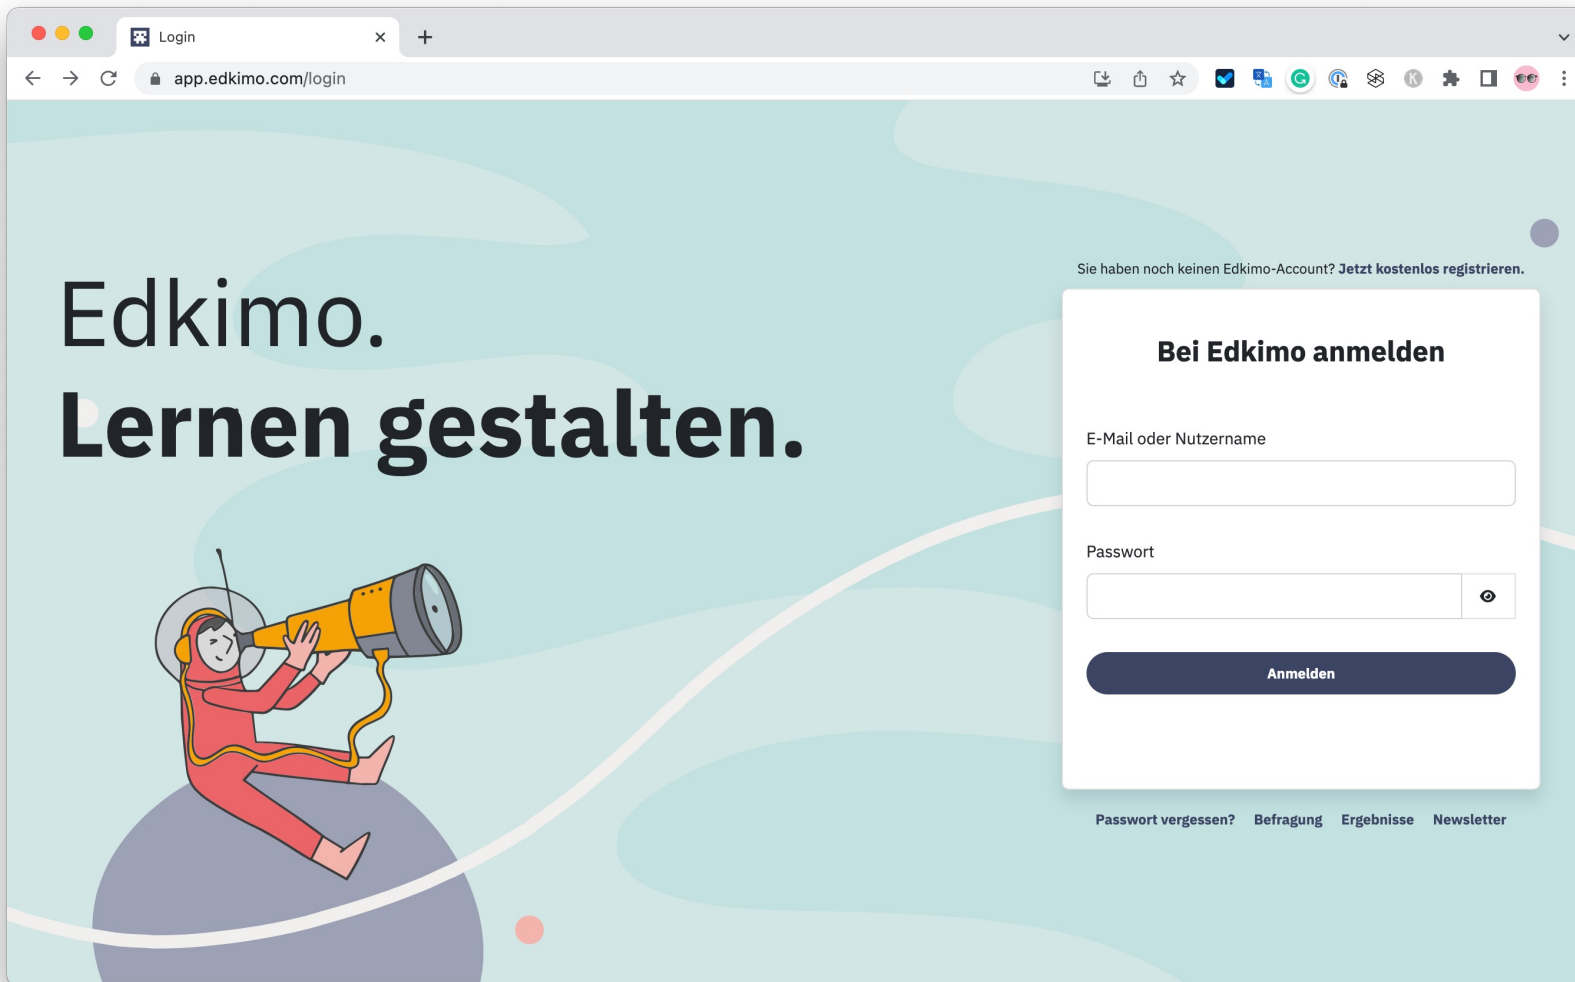 Login
app.edkimo.com/login
Edkimo.
Lernen gestalten.
Sie haben noch keinen Edkimo-Account? Jetzt kostenlos registrieren.
Bei Edkimo anmelden
E-Mail oder Nutzername
Passwort
Anmelden
Passwort vergessen? Befragung Ergebnisse Newsletter